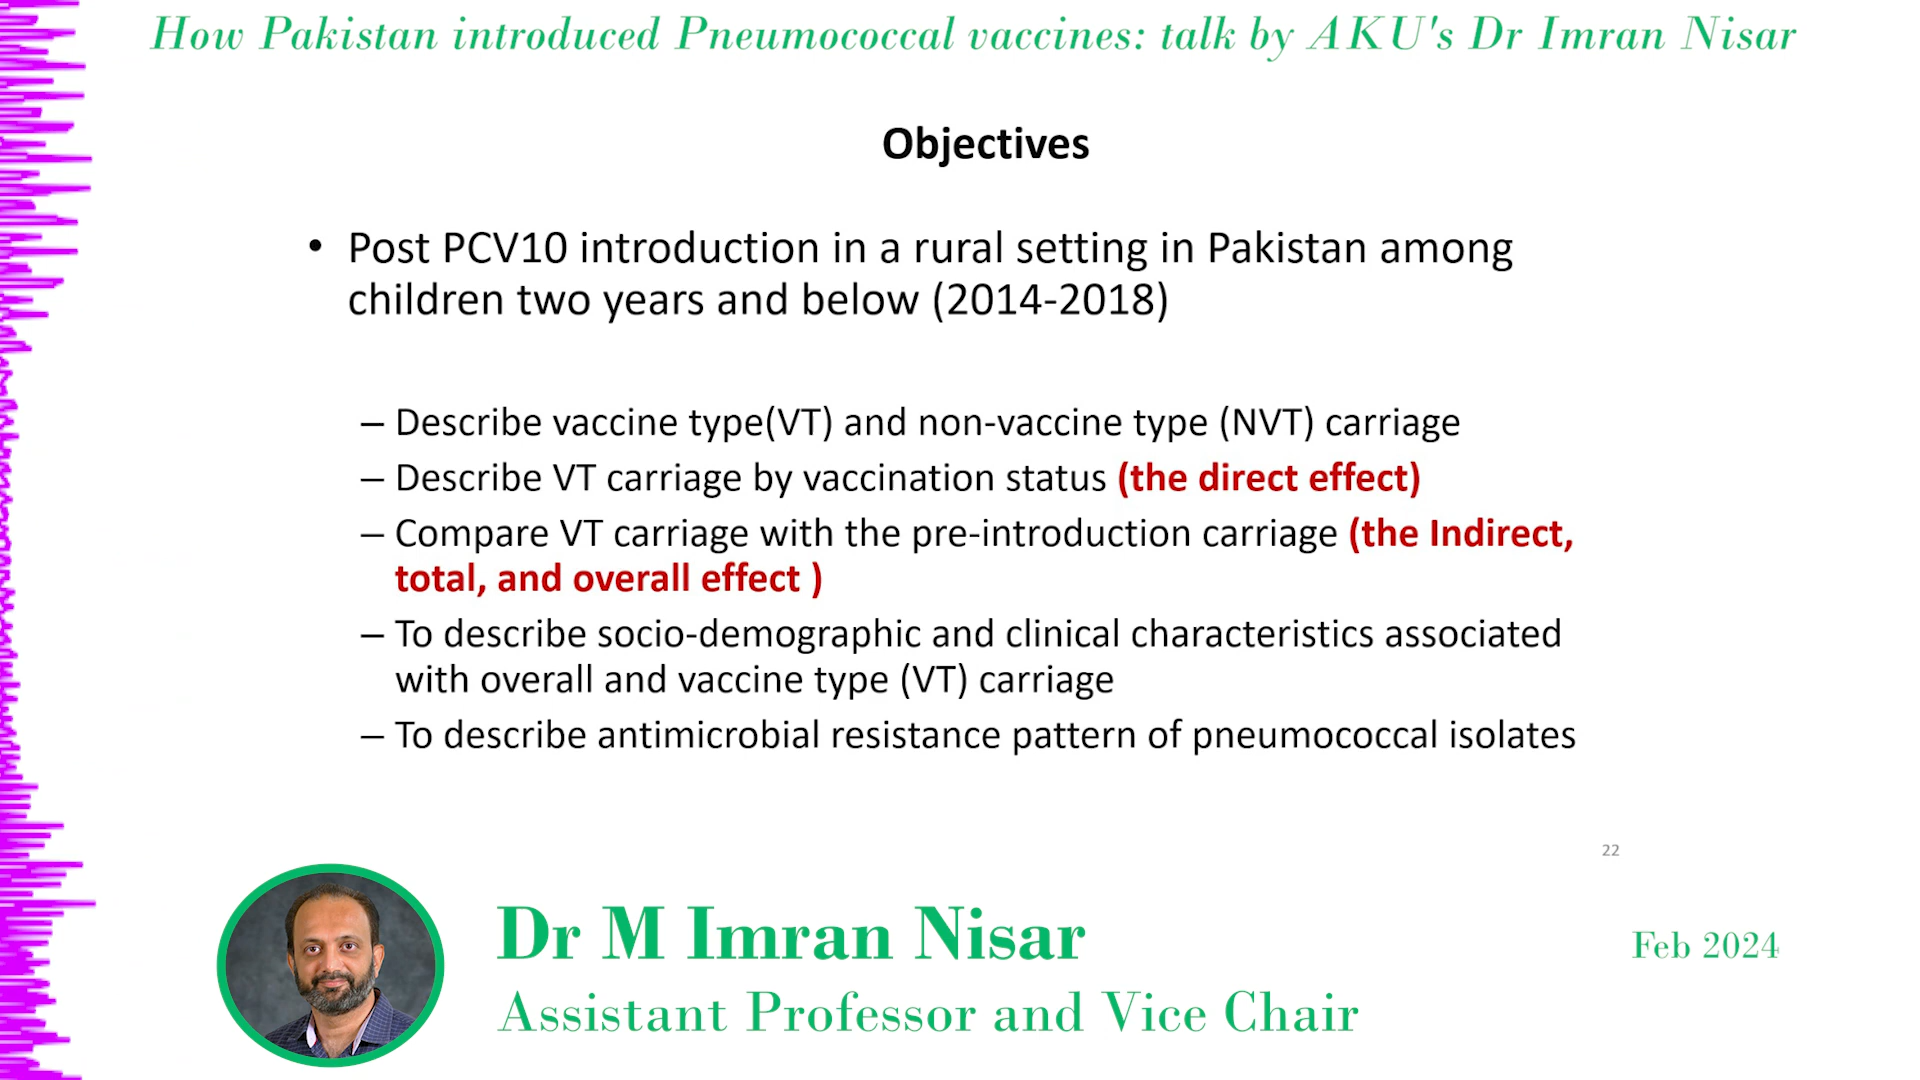 How Pakistan introduced Pneumococcal vaccines: talk by AKU's Dr Imran Nisar
Objectives
• Post PCV10 introduction in a rural setting in Pakistan among
children two years and below (2014-2018)
– Describe vaccine type(VT) and non-vaccine type (NVT) carriage
– Describe VT carriage by vaccination status (the direct effect)
– Compare VT carriage with the pre-introduction carriage (the Indirect,
total, and overall effect )
– To describe socio-demographic and clinical characteristics associated
with overall and vaccine type (VT) carriage
– To describe antimicrobial resistance pattern of pneumococcal isolates
22
Dr M Imran Nisar
Feb 2024
Assistant Professor and Vice Chair